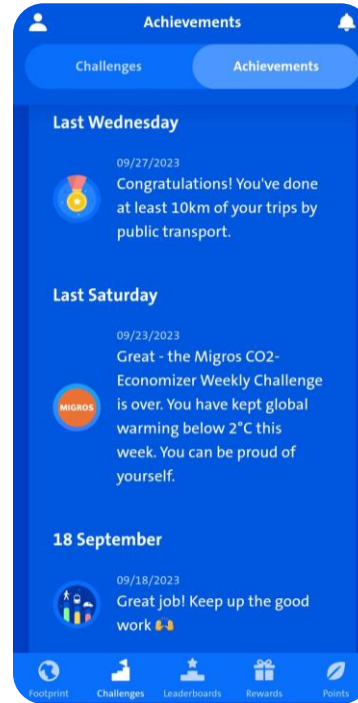 Achievements
Challenges
Achievements
Last Wednesday
09/27/2023
Congratulations! You've done
at least 10km of your trips by
public transport.
Last Saturday
09/23/2023
Great - the Migros CO2-
Economizer Weekly Challenge
MIGROS
is over. You have kept global
warming below 2°C this
week. You can be proud of
yourself.
18 September
09/18/2023
Great job! Keep up the good
work 🙌
Footprint
Challenges
Leaderboards
Rewards
Points